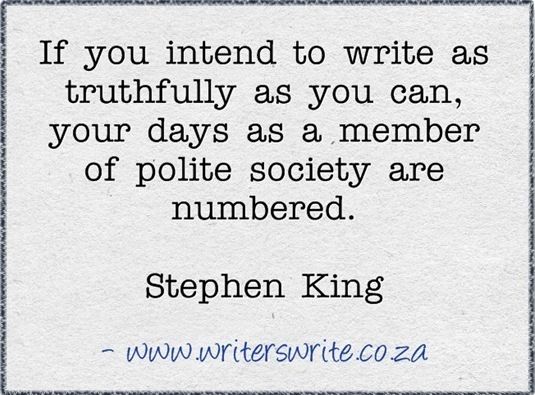 If you intend to write as
truthfully as you can,
your days as a member
of polite society are
numbered.
Stephen King
- www.writerswrite.co.za